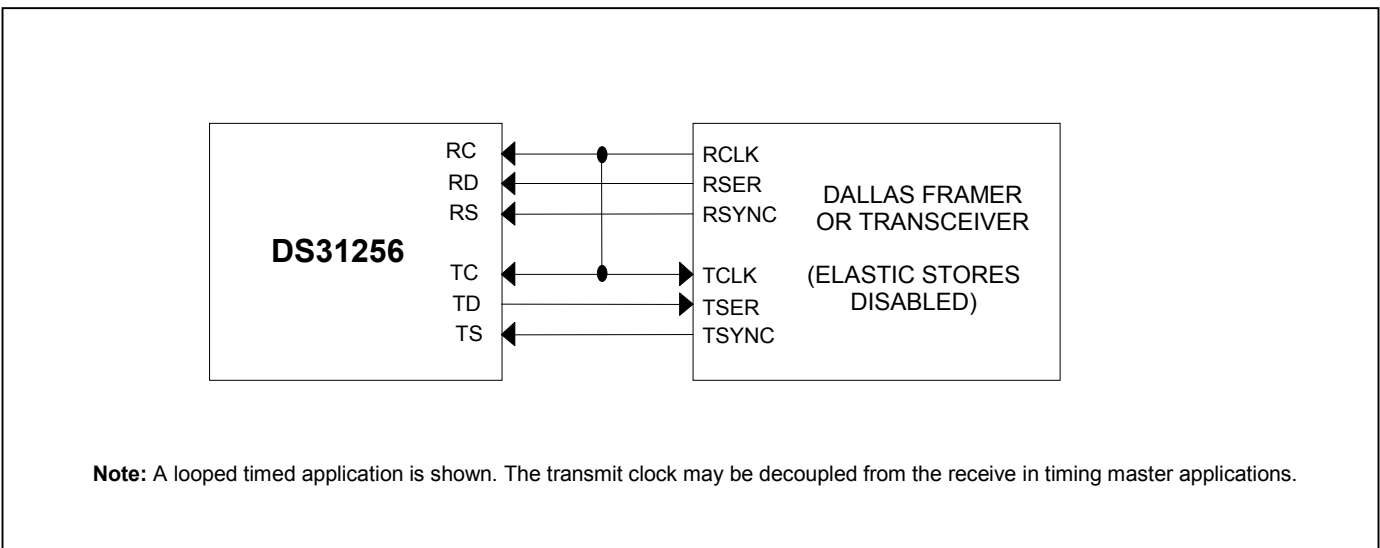 RC
RD
RS
DS31256
TC
TD
TS
RCLK
RSER
RSYNC
TCLK
TSER
TSYNC
DALLAS FRAMER
OR TRANSCEIVER
(ELASTIC STORES
DISABLED)
Note: A looped timed application is shown. The transmit clock may be decoupled from the receive in timing master applications.